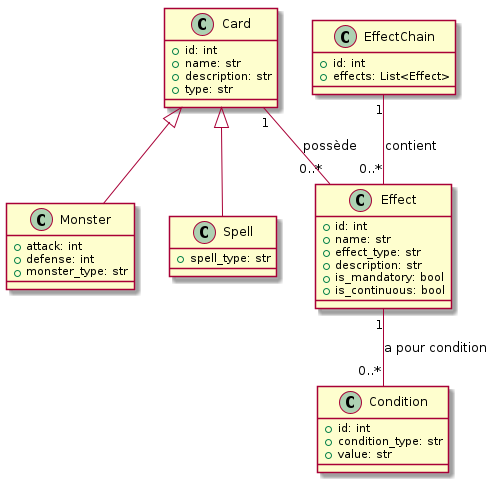 C Card
id: int
name: str
description: str
type: str
C EffectChain
id: int
effects: List<Effect>
1
1
possède
contient
0..*
0..*
C Monster
attack: int
defense: int
monster_type: str
C Spell
spell_type: str
C Effect
id: int
name: str
effect_type: str
description: str
is_mandatory: bool
is_continuous: bool
1
a pour condition
0..*
C Condition
id: int
condition_type: str
value: str